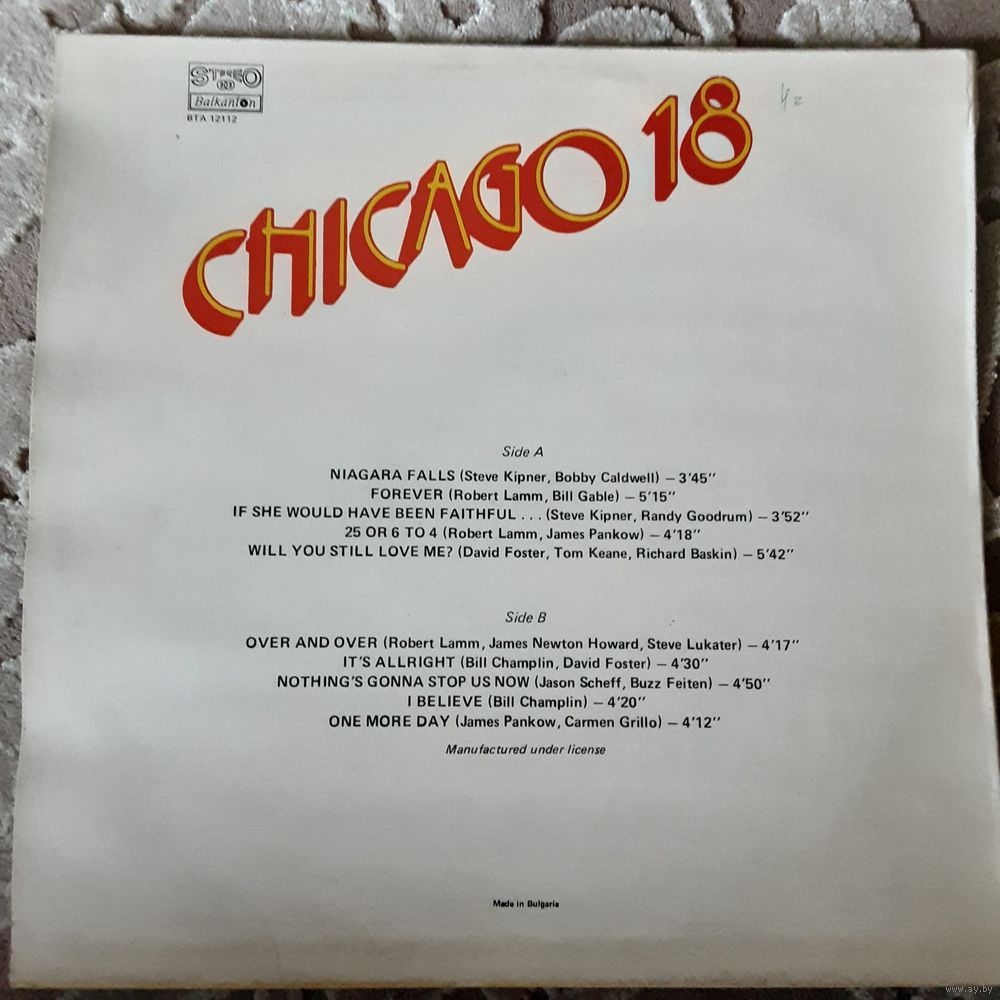 STEREO
33
Balkanton
BTA 12112
CHICAGO 18
Side A
NIAGARA FALLS (Steve Kipner, Bobby Caldwell) – 3'45''
FOREVER (Robert Lamm, Bill Gable) – 5'15''
IF SHE WOULD HAVE BEEN FAITHFUL . . . (Steve Kipner, Randy Goodrum) – 3'52''
25 OR 6 TO 4 (Robert Lamm, James Pankow) – 4'18''
WILL YOU STILL LOVE ME? (David Foster, Tom Keane, Richard Baskin) – 5'42''
Side B
OVER AND OVER (Robert Lamm, James Newton Howard, Steve Lukater) – 4'17''
IT'S ALLRIGHT (Bill Champlin, David Foster) – 4'30''
NOTHING'S GONNA STOP US NOW (Jason Scheff, Buzz Feiten) – 4'50''
I BELIEVE (Bill Champlin) – 4'20''
ONE MORE DAY (James Pankow, Carmen Grillo) – 4'12''
Manufactured under license
Made in Bulgaria
www.ay.by